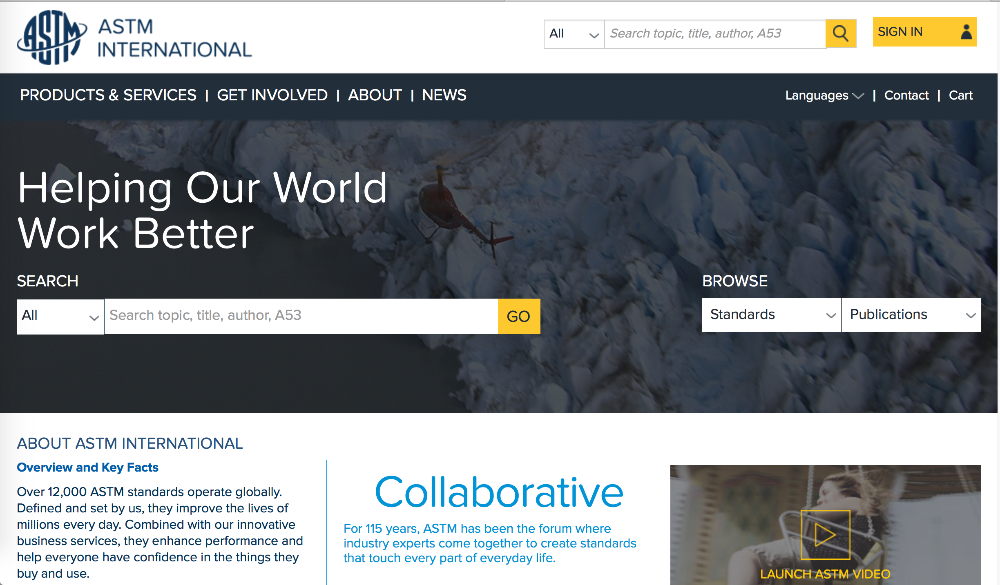 ASTM
ASTM
INTERNATIONAL
All
Search topic, title, author, A53
SIGN IN
PRODUCTS & SERVICES | GET INVOLVED | ABOUT | NEWS
Languages | Contact | Cart
Helping Our World
Work Better
SEARCH
All
Search topic, title, author, A53
GO
BROWSE
Standards
Publications
ABOUT ASTM INTERNATIONAL
Overview and Key Facts
Over 12,000 ASTM standards operate globally.
Defined and set by us, they improve the lives of
millions every day. Combined with our innovative
business services, they enhance performance and
help everyone have confidence in the things they
buy and use.
Collaborative
For 115 years, ASTM has been the forum where
industry experts come together to create standards
that touch every part of everyday life.
LAUNCH ASTM VIDEO